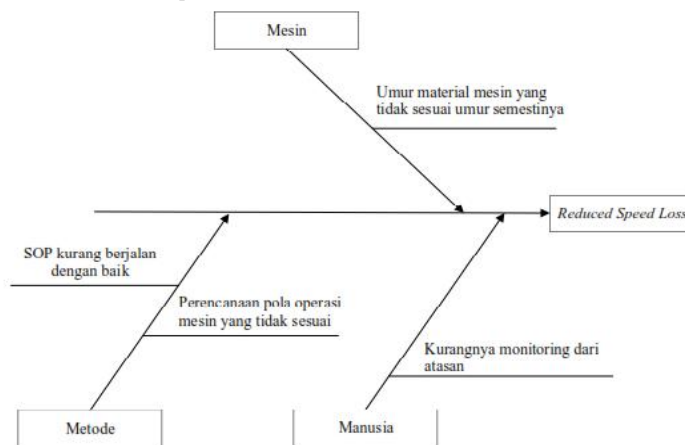 Mesin
Umur material mesin yang
tidak sesuai umur semestinya
Reduced Speed Loss
SOP kurang berjalan
dengan baik
Perencanaan pola operasi
mesin yang tidak sesuai
Kurangnya monitoring dari
atasan
Metode
Manusia